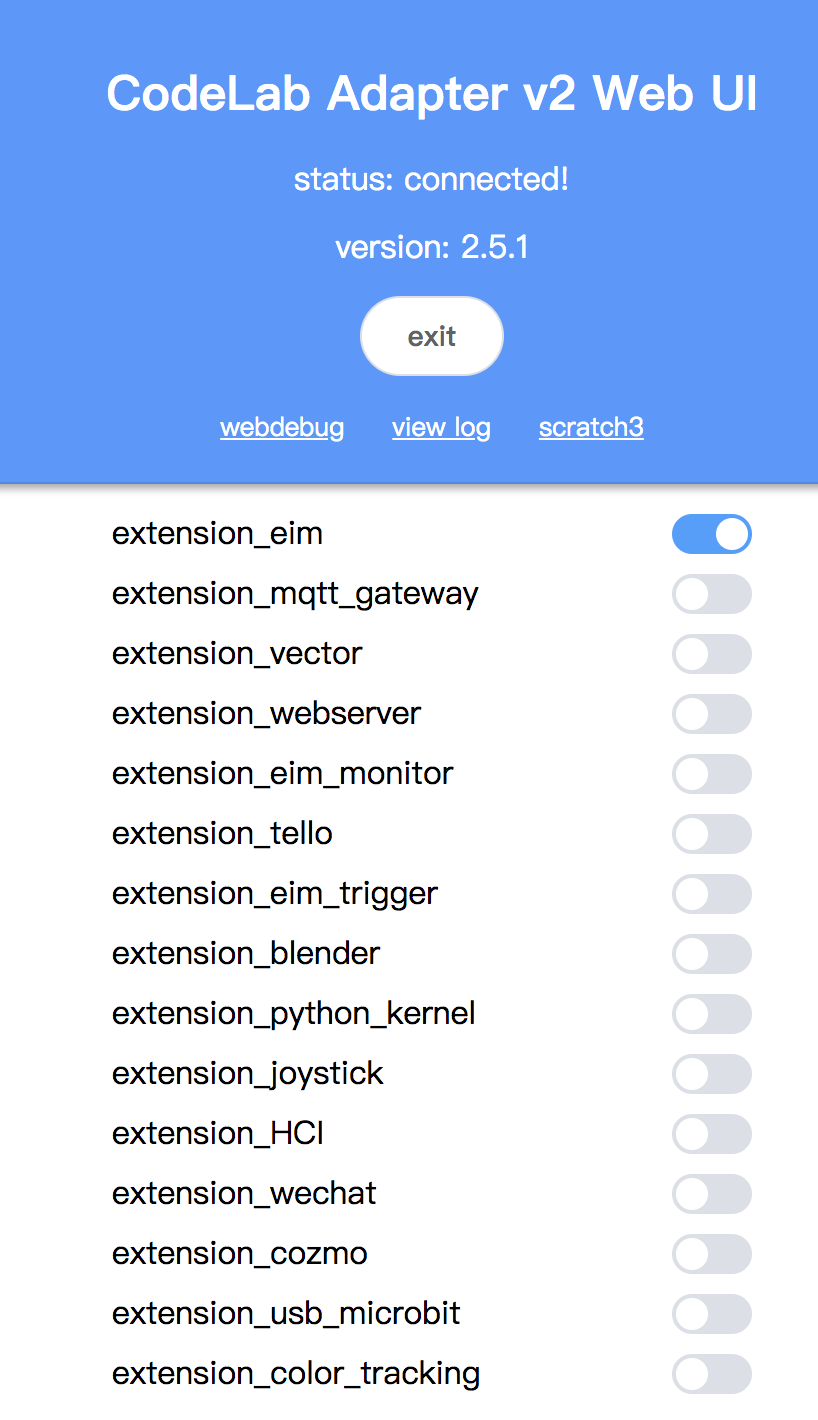 CodeLab Adapter v2 Web UI
status: connected!
version: 2.5.1
exit
webdebug view log scratch3
extension_eim
extension_mqtt_gateway
extension_vector
extension_webserver
extension_eim_monitor
extension_tello
extension_eim_trigger
extension_blender
extension_python_kernel
extension_joystick
extension_HCI
extension_wechat
extension_cozmo
extension_usb_microbit
extension_color_tracking